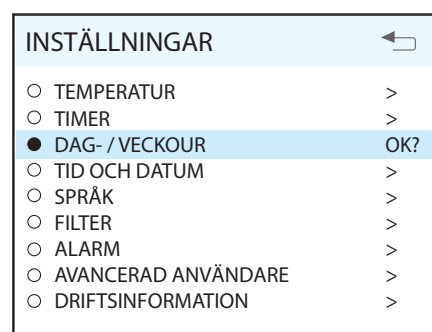 INSTÄLLNINGAR
TEMPERATUR >
TIMER >
DAG- / VECKOUR OK?
TID OCH DATUM >
SPRÅK >
FILTER >
ALARM >
AVANCERAD ANVÄNDARE >
DRIFTSINFORMATION >